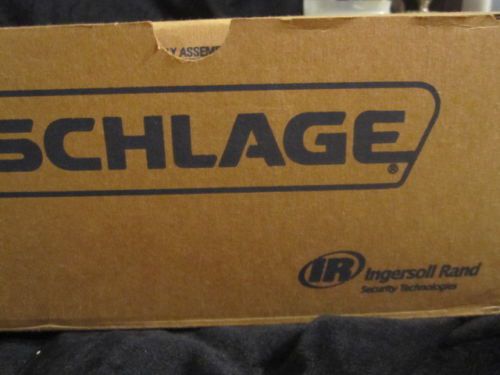 SCHLAGE®
IR Ingersoll Rand
Security Technologies